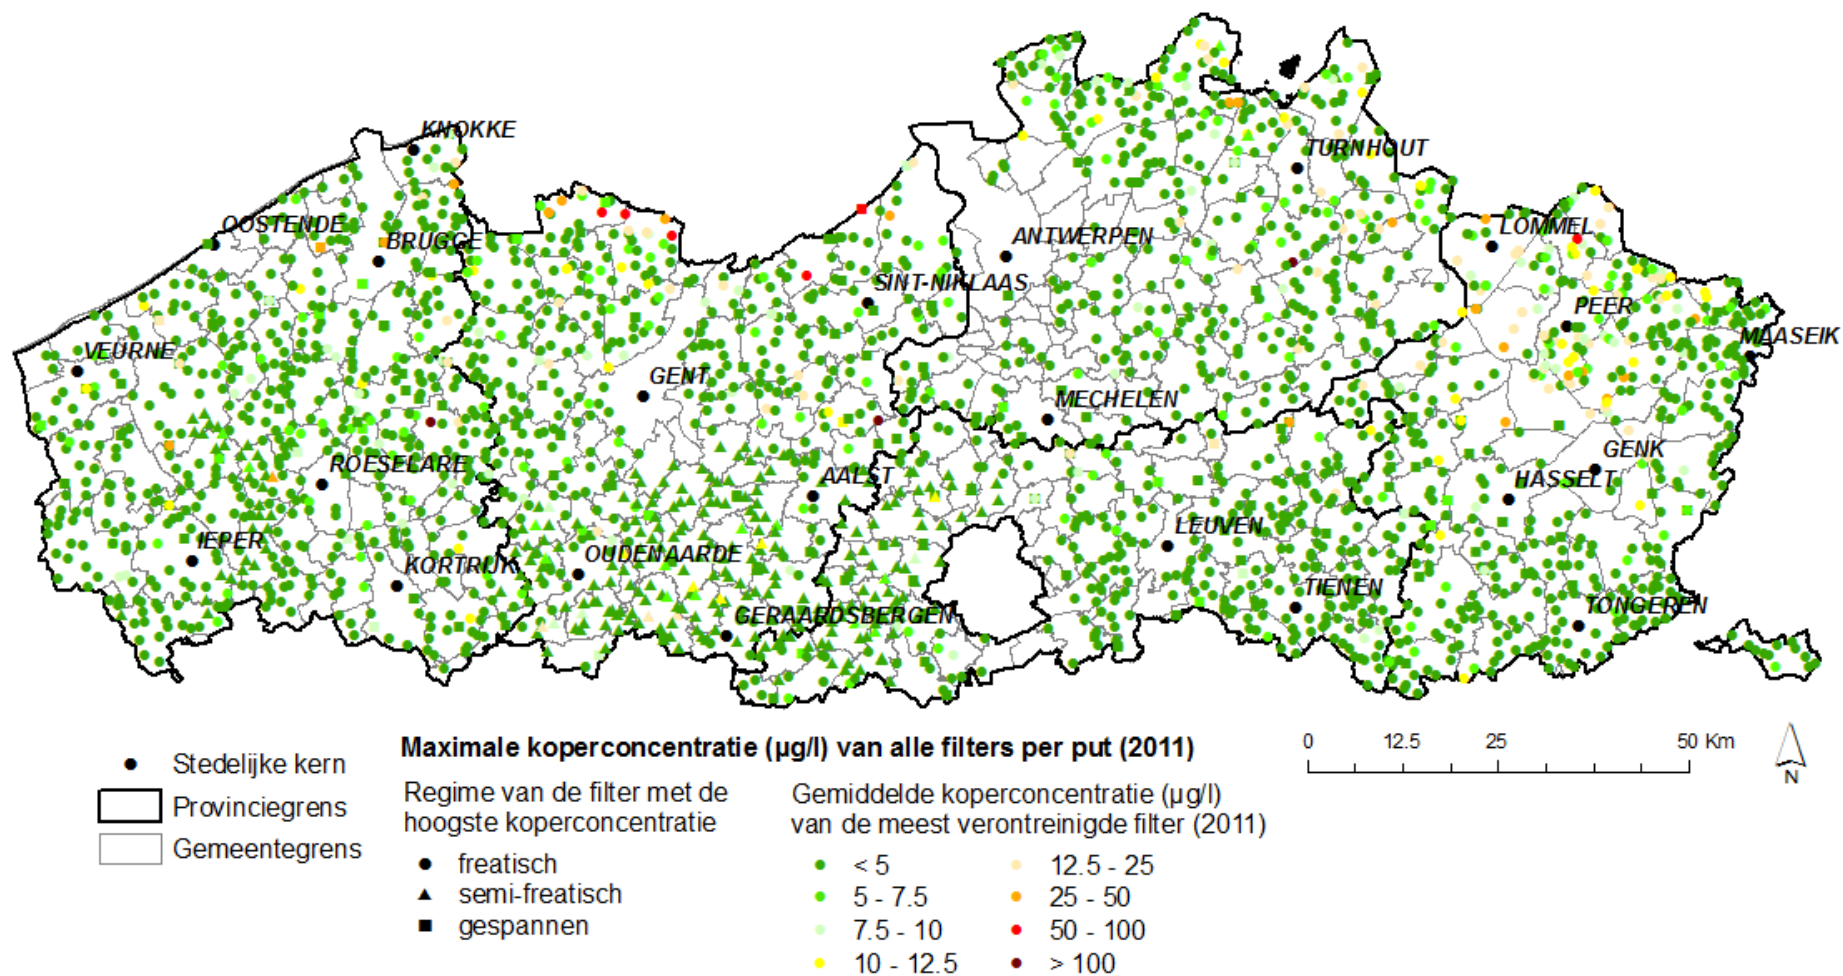 KNOKKE
TURNHOUT
OOSTENDE
BRUGGE
ANTWERPEN
LOMMEL
SINT-NIKLAAS
PEER
MAASEIK
VEURNE
GENT
MECHELEN
ROESELARE
AALST
GENK
HASSELT
IEPER
KORTRIJK
OUDENAARDE
LEUVEN
TIENEN
GERAARDSBERGEN
TONGEREN
Stedelijke kern
Provinciegrens
Gemeentegrens
Maximale koperconcentratie (µg/l) van alle filters per put (2011)
Regime van de filter met de
hoogste koperconcentratie
freatisch
semi-freatisch
gespannen
Gemiddelde koperconcentratie (µg/l)
van de meest verontreinigde filter (2011)
< 5
5 - 7.5
7.5 - 10
10 - 12.5
12.5 - 25
25 - 50
50 - 100
> 100
0 12.5 25 50 Km
N